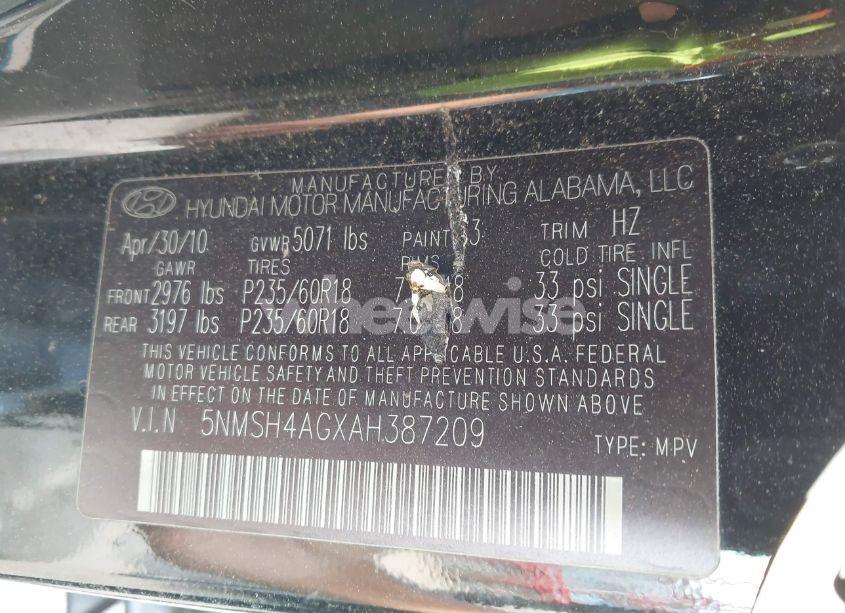 MANUFACTURED BY
HYUNDAI MOTOR MANUFACTURING ALABAMA, LLC
Apr/30/10 GVWR 5071 lbs PAINT TRIM HZ
GAWR TIRES COLD TIRE INFL
FRONT 2976 lbs P235/60R18 33 psi SINGLE
REAR 3197 lbs P235/60R18 33 psi SINGLE
THIS VEHICLE CONFORMS TO ALL APPLICABLE U.S.A. FEDERAL
MOTOR VEHICLE SAFETY AND THEFT PREVENTION STANDARDS
IN EFFECT ON THE DATE OF MANUFACTURE SHOWN ABOVE
V.I.N 5NMSH4AGXAH387209
TYPE: MPV